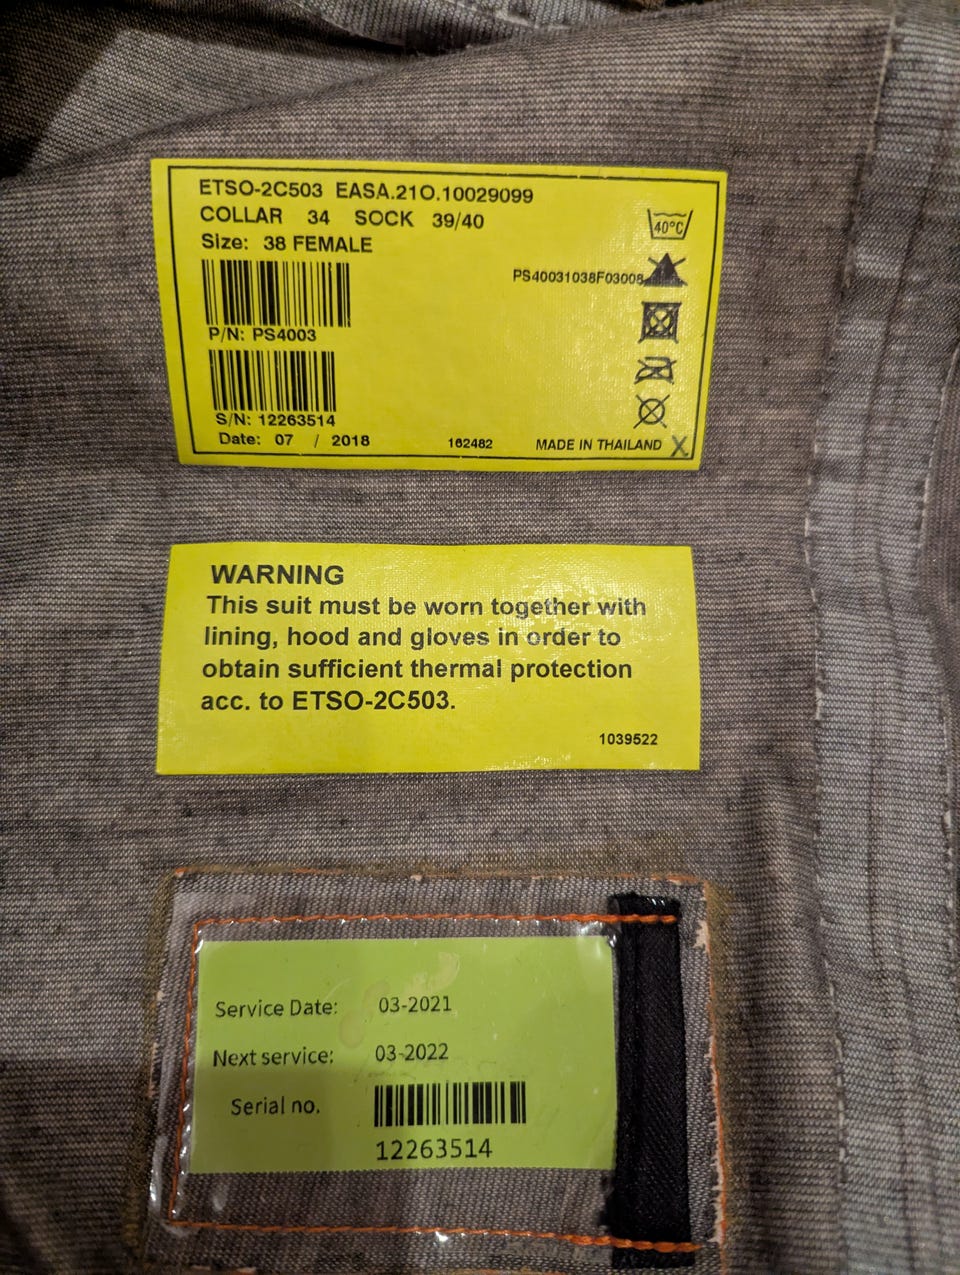 ETSO-2C503 EASA.21O.10029099
COLLAR 34 SOCK 39/40
Size: 38 FEMALE
40°C
PS40031038F03008
P/N: PS4003
S/N: 12263514
Date: 07 / 2018 162482 MADE IN THAILAND X
WARNING
This suit must be worn together with
lining, hood and gloves in order to
obtain sufficient thermal protection
acc. to ETSO-2C503.
1039522
Service Date: 03-2021
Next service: 03-2022
Serial no.
12263514